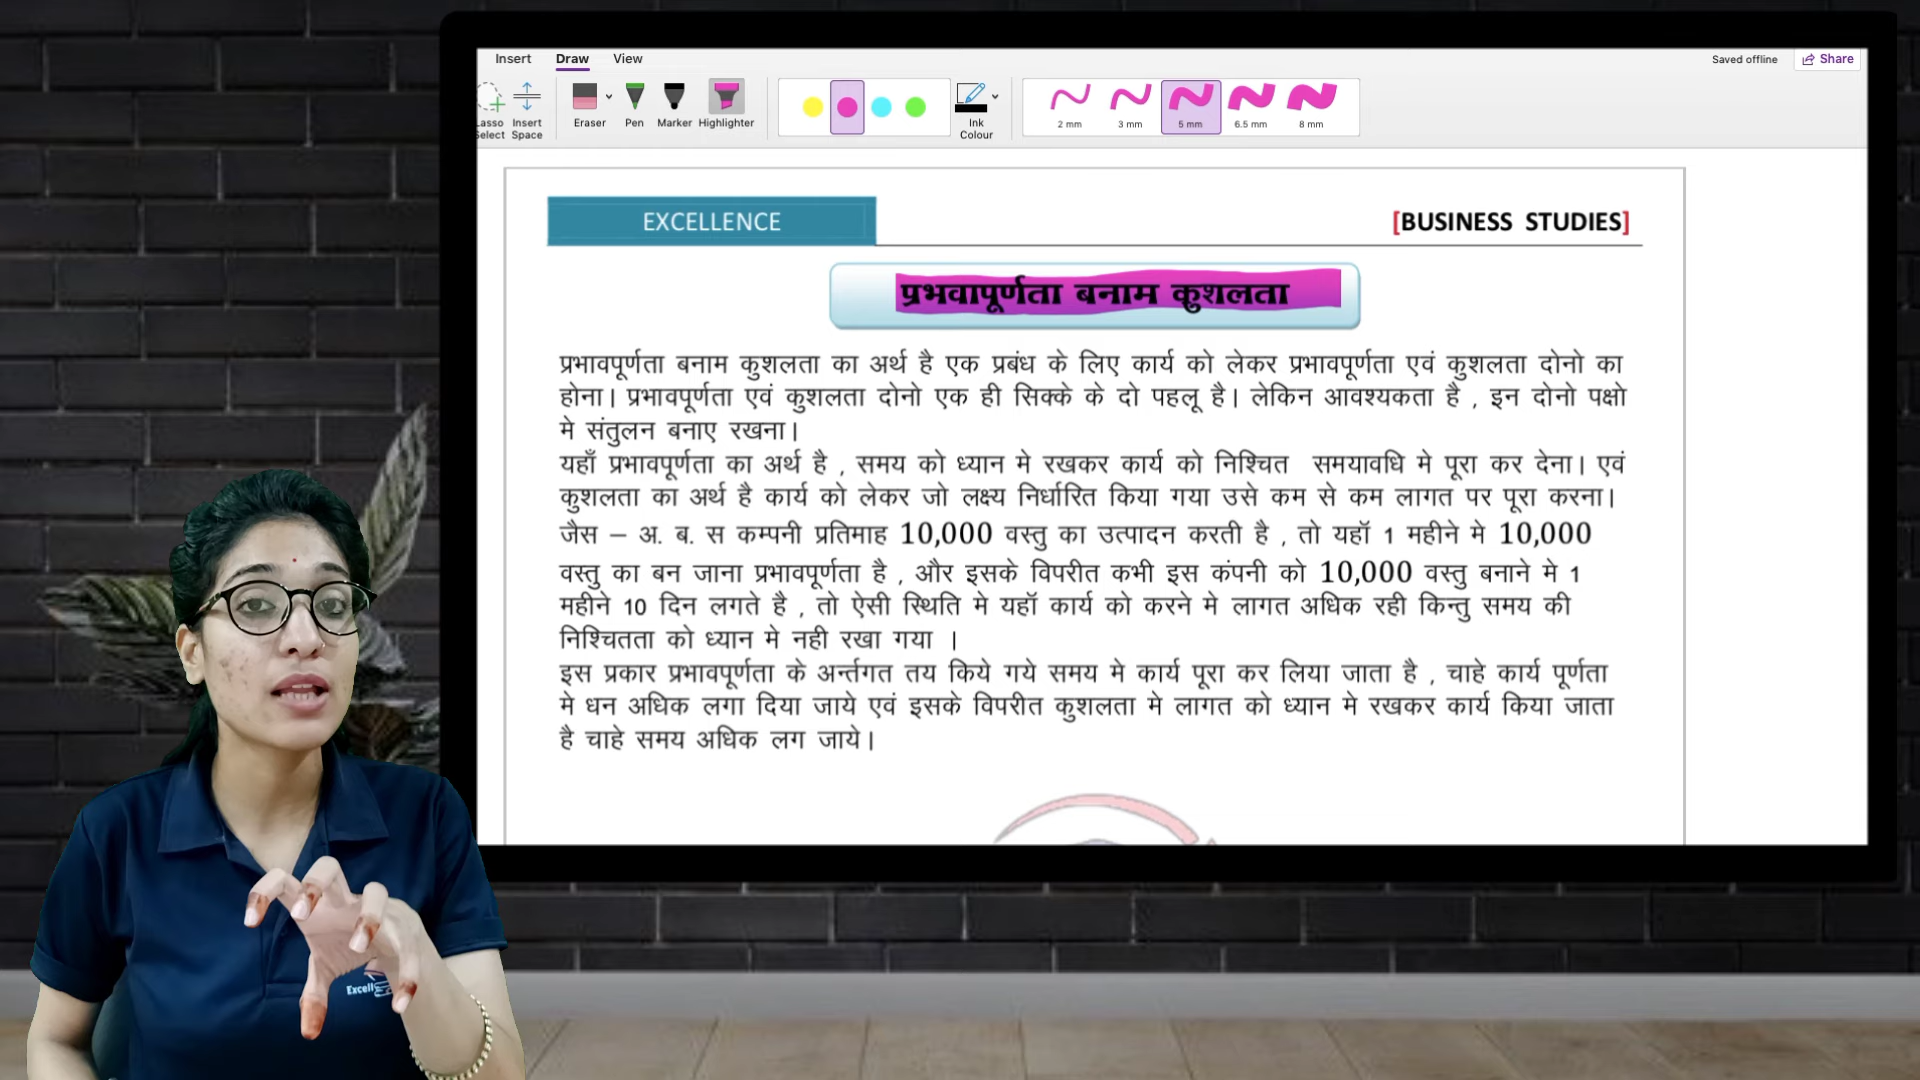 Insert Draw View
Saved offline
Share
Lasso Select
Insert Space
Eraser
Pen
Marker
Highlighter
Ink Colour
2 mm
3 mm
5 mm
6.5 mm
8 mm
EXCELLENCE
[BUSINESS STUDIES]
प्रभवापूर्णता बनाम कुशलता
प्रभावपूर्णता बनाम कुशलता का अर्थ है एक प्रबंध के लिए कार्य को लेकर प्रभावपूर्णता एवं कुशलता दोनो का
होना। प्रभावपूर्णता एवं कुशलता दोनो एक ही सिक्के के दो पहलू है। लेकिन आवश्यकता है , इन दोनो पक्षो
मे संतुलन बनाए रखना।
यहाँ प्रभावपूर्णता का अर्थ है , समय को ध्यान मे रखकर कार्य को निश्चित समयावधि मे पूरा कर देना। एवं
कुशलता का अर्थ है कार्य को लेकर जो लक्ष्य निर्धारित किया गया उसे कम से कम लागत पर पूरा करना।
जैस – अ. ब. स कम्पनी प्रतिमाह 10,000 वस्तु का उत्पादन करती है , तो यहॉ 1 महीने मे 10,000
वस्तु का बन जाना प्रभावपूर्णता है , और इसके विपरीत कभी इस कंपनी को 10,000 वस्तु बनाने मे 1
महीने 10 दिन लगते है , तो ऐसी स्थिति मे यहॉ कार्य को करने मे लागत अधिक रही किन्तु समय की
निश्चितता को ध्यान मे नही रखा गया ।
इस प्रकार प्रभावपूर्णता के अर्न्तगत तय किये गये समय मे कार्य पूरा कर लिया जाता है , चाहे कार्य पूर्णता
मे धन अधिक लगा दिया जाये एवं इसके विपरीत कुशलता मे लागत को ध्यान मे रखकर कार्य किया जाता
है चाहे समय अधिक लग जाये।